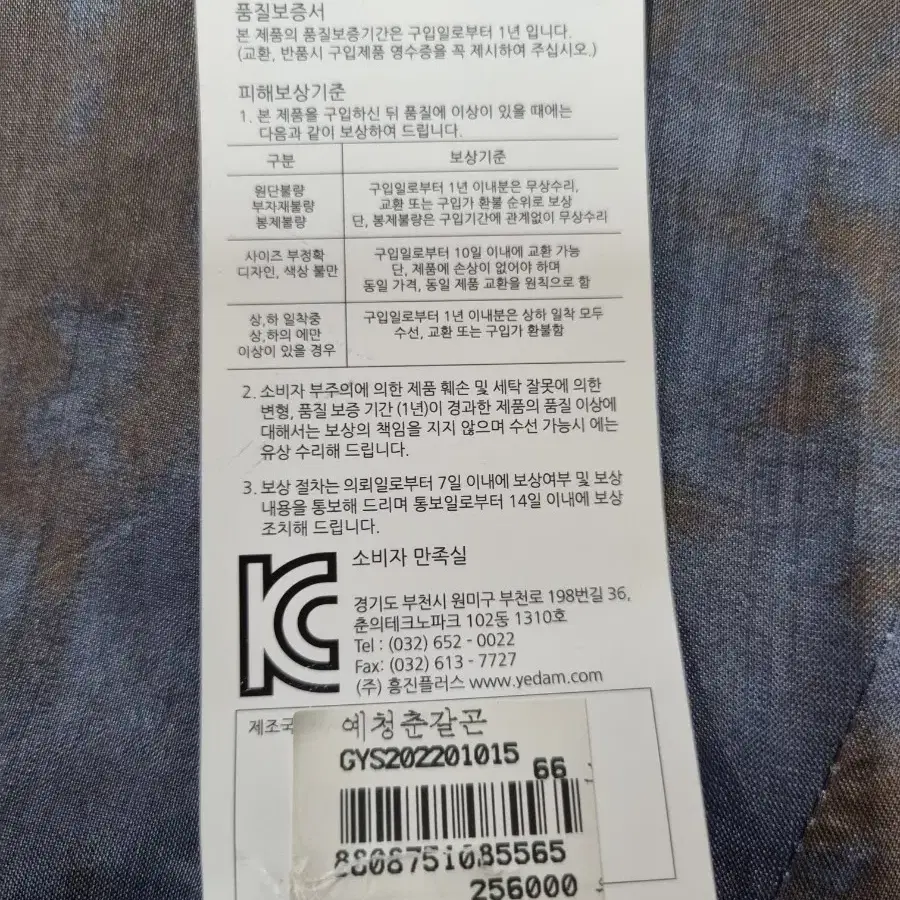 품질보증서
본 제품의 품질보증기간은 구입일로부터 1년 입니다.
(교환, 반품시 구입제품 영수증을 꼭 제시하여 주십시오.)
피해보상기준
1. 본 제품을 구입하신 뒤 품질에 이상이 있을 때에는
다음과 같이 보상하여 드립니다.
구분
보상기준
원단불량
부자재불량
봉제불량
구입일로부터 1년 이내분은 무상수리,
교환 또는 구입가 환불 순위로 보상
단, 봉제불량은 구입기간에 관계없이 무상수리
사이즈 부정확
디자인, 색상 불만
구입일로부터 10일 이내에 교환 가능
단, 제품에 손상이 없어야 하며
동일 가격, 동일 제품 교환을 원칙으로 함
상,하 일착중
상,하의 에만
이상이 있을 경우
구입일로부터 1년 이내분은 상하 일착 모두
수선, 교환 또는 구입가 환불함
2. 소비자 부주의에 의한 제품 훼손 및 세탁 잘못에 의한
변형, 품질 보증 기간 (1년)이 경과한 제품의 품질 이상에
대해서는 보상의 책임을 지지 않으며 수선 가능시 에는
유상 수리해 드립니다.
3. 보상 절차는 의뢰일로부터 7일 이내에 보상여부 및 보상
내용을 통보해 드리며 통보일로부터 14일 이내에 보상
조치해 드립니다.
소비자 만족실
경기도 부천시 원미구 부천로 198번길 36,
춘의테크노파크 102동 1310호
Tel : (032) 652 - 0022
Fax: (032) 613 - 7727
(주) 흥진플러스 www.yedam.com
제조국
예청춘갈곤
GYS202201015
66
8808751085565
256000